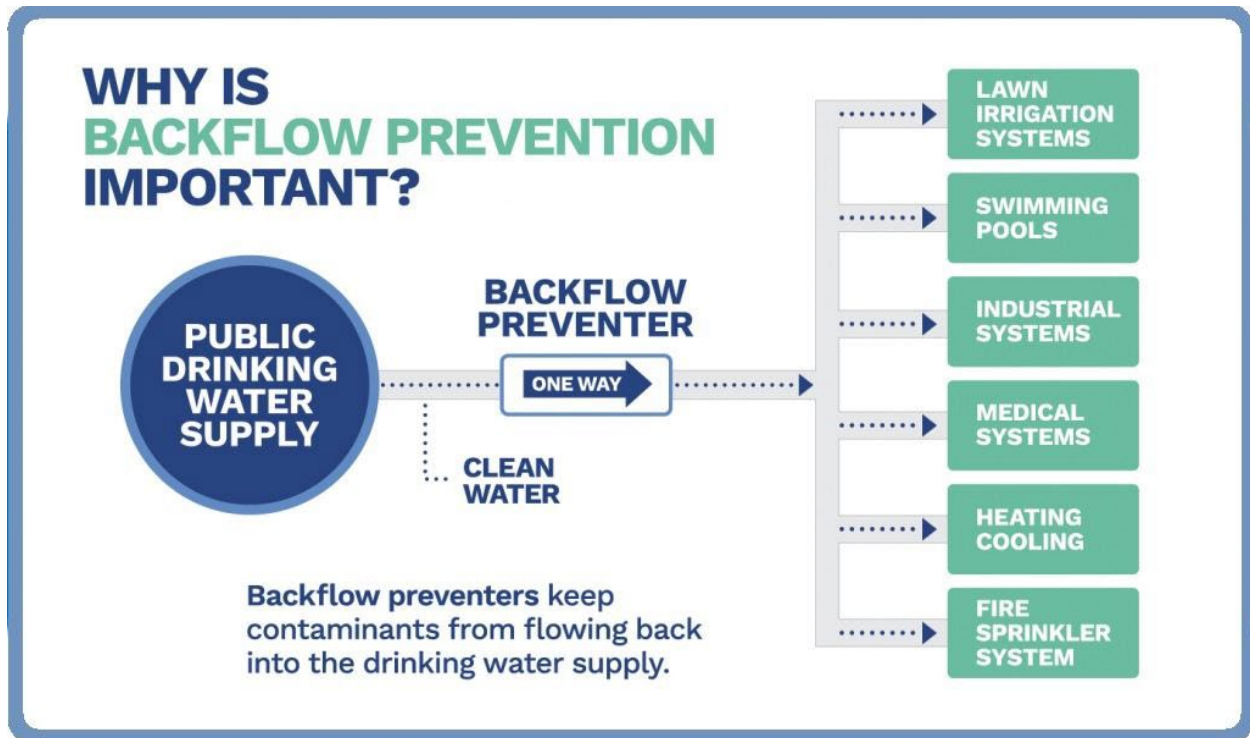 WHY IS
BACKFLOW PREVENTION
IMPORTANT?
PUBLIC
DRINKING
WATER
SUPPLY
BACKFLOW
PREVENTER
ONE WAY
CLEAN
WATER
Backflow preventers keep
contaminants from flowing back
into the drinking water supply.
LAWN
IRRIGATION
SYSTEMS
SWIMMING
POOLS
INDUSTRIAL
SYSTEMS
MEDICAL
SYSTEMS
HEATING
COOLING
FIRE
SPRINKLER
SYSTEM